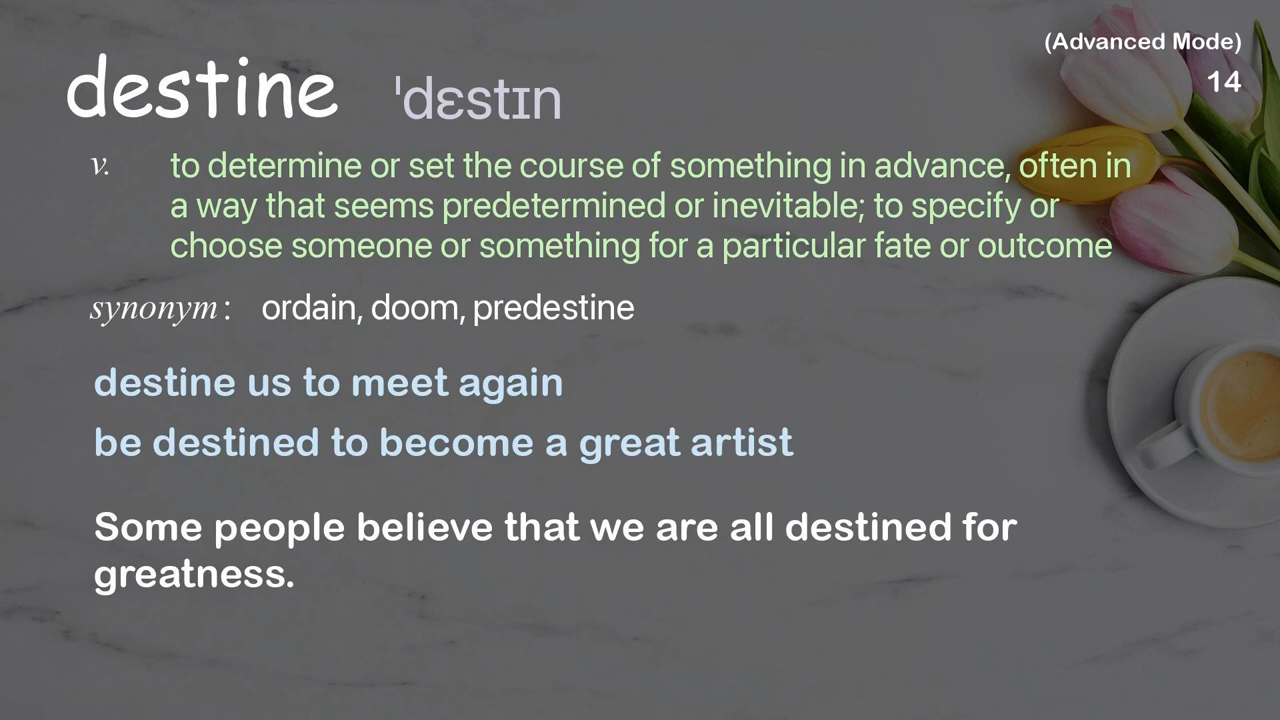 (Advanced Mode)
14
destine ˈdɛstɪn
v. to determine or set the course of something in advance, often in
a way that seems predetermined or inevitable; to specify or
choose someone or something for a particular fate or outcome
synonym: ordain, doom, predestine
destine us to meet again
be destined to become a great artist
Some people believe that we are all destined for
greatness.